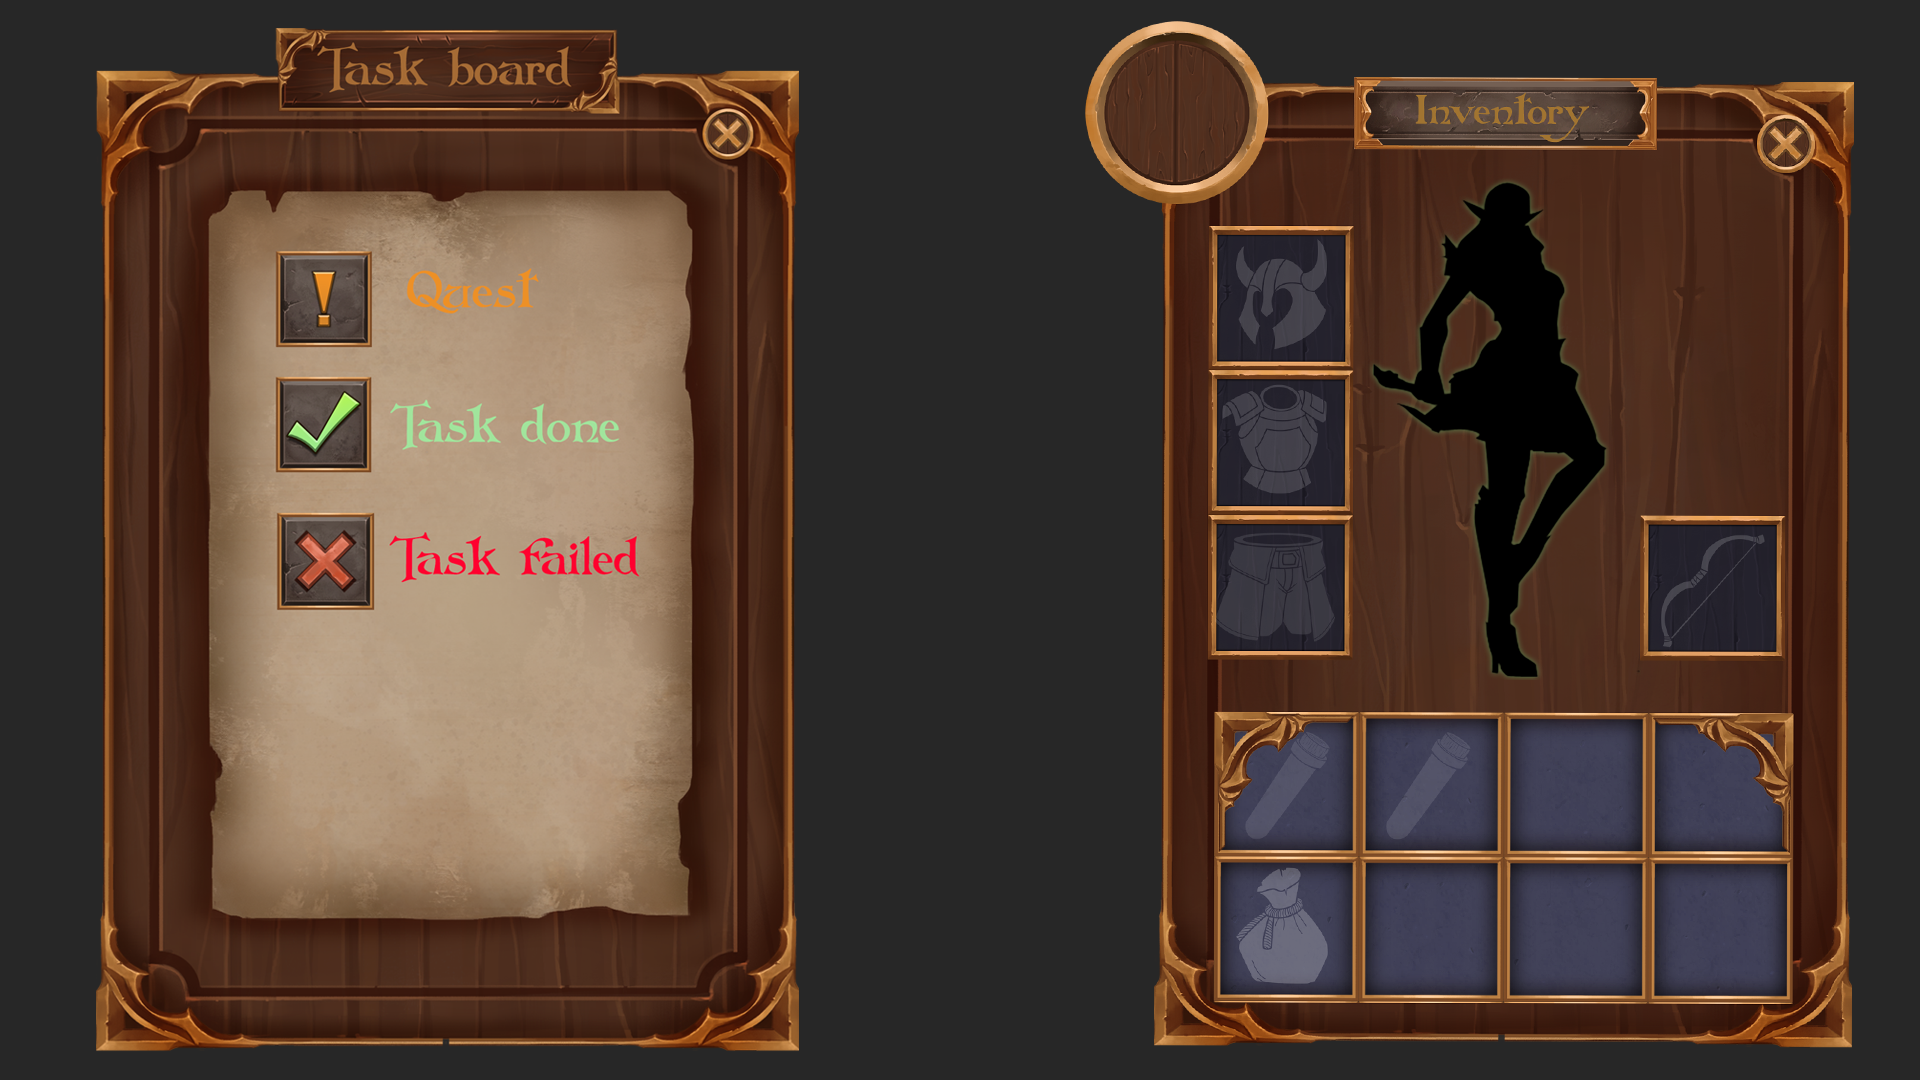 Task board
Quest
Task done
Task failed
Inventory